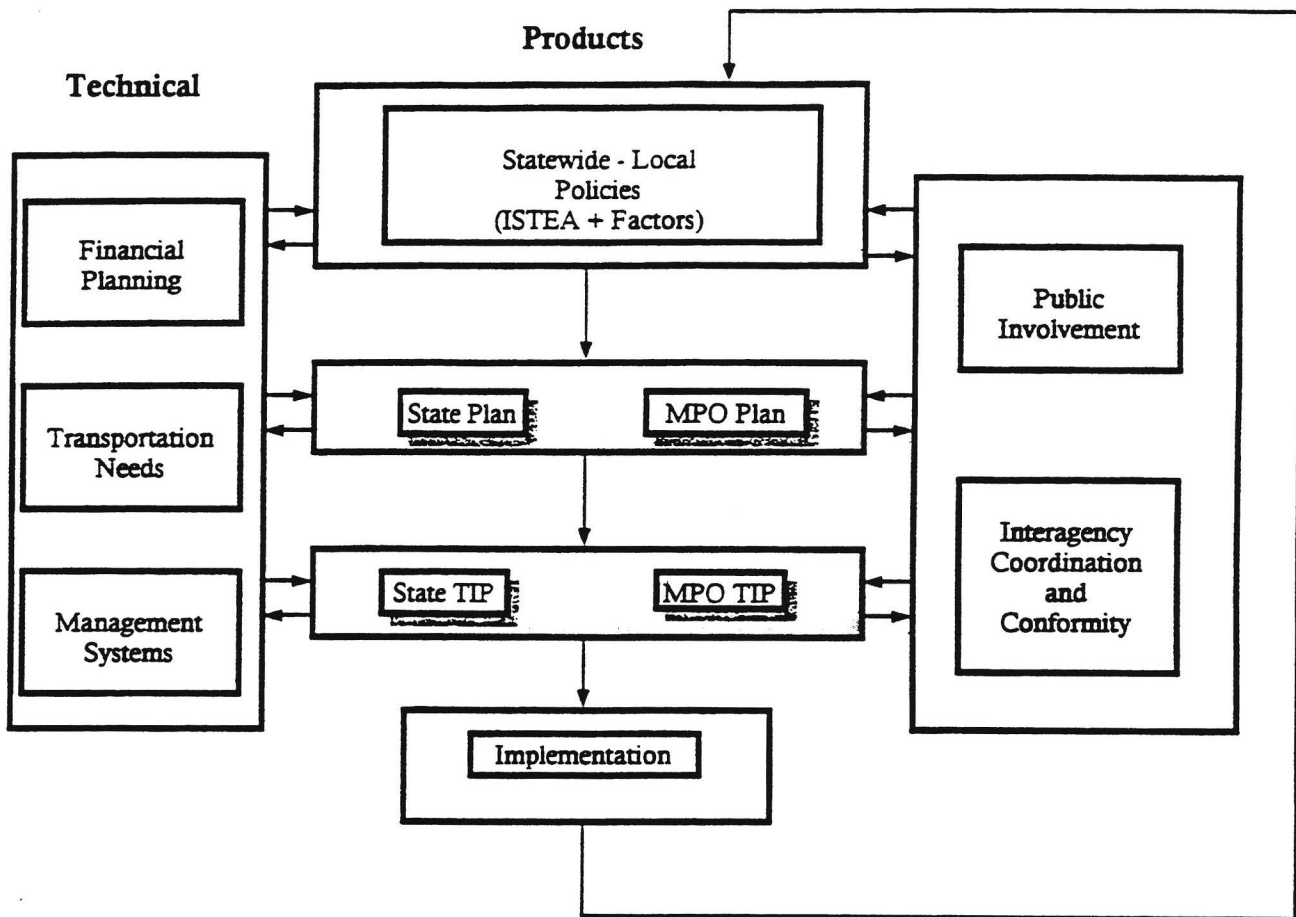 Products
Technical
Statewide - Local
Policies
(ISTEA + Factors)
Financial
Planning
Public
Involvement
State Plan
MPO Plan
Transportation
Needs
Interagency
Coordination
and
Conformity
State TIP
MPO TIP
Management
Systems
Implementation